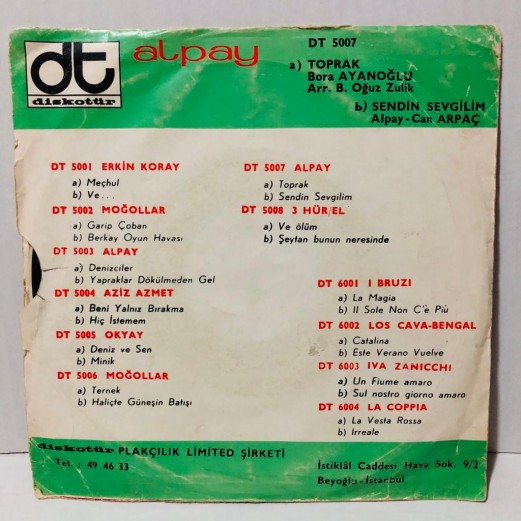 dt
diskotür
alpay
DT 5007
a) TOPRAK
Bora AYANOĞLU
Arr. B. Oğuz Zulik
b) SENDİN SEVGİLİM
Alpay-Can ARPAÇ
DT 5001 ERKİN KORAY
a) Meçhul
b) Ve...
DT 5002 MOĞOLLAR
a) Garip Çoban
b) Berkay Oyun Havası
DT 5003 ALPAY
a) Denizciler
b) Yapraklar Dökülmeden Gel
DT 5004 AZİZ AZMET
a) Beni Yalnız Bırakma
b) Hiç İstemem
DT 5005 OKYAY
a) Deniz ve Sen
b) Minik
DT 5006 MOĞOLLAR
a) Ternek
b) Haliçte Güneşin Batışı
DT 5007 ALPAY
a) Toprak
b) Sendin Sevgilim
DT 5008 3 HÜR/EL
a) Ve ölüm
b) Şeytan bunun neresinde
DT 6001 I BRUZI
a) La Magia
b) Il Sole Non C'è Più
DT 6002 LOS CAVA-BENGAL
a) Catalina
b) Este Verano Vuelve
DT 6003 IVA ZANICCHI
a) Un Fiume amaro
b) Sul nostro giorno amaro
DT 6004 LA COPPIA
a) La Vesta Rossa
b) Irreale
diskotür PLAKÇILIK LİMİTED ŞİRKETİ
Tel. : 49 46 33
İstiklâl Caddesi Hava Sok. 9/2
Beyoğlu-İstanbul